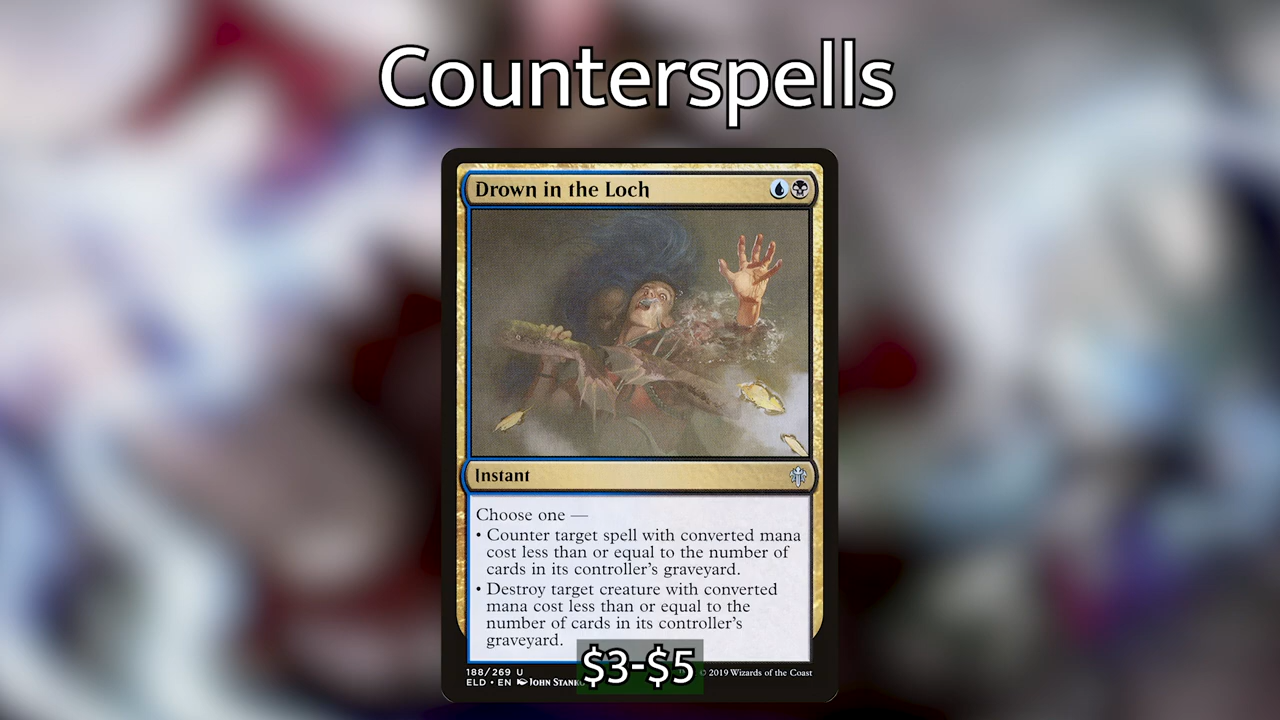 Counterspells
Drown in the Loch
Instant
Choose one —
• Counter target spell with converted mana
cost less than or equal to the number of
cards in its controller's graveyard.
• Destroy target creature with converted
mana cost less than or equal to the
number of cards in its controller's
graveyard.
$3-$5
188/269 U
ELD • EN JOHN
© 2019 Wizards of the Coast